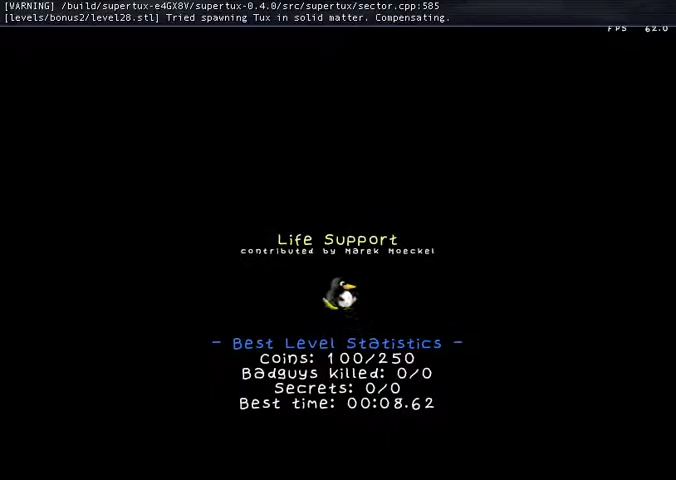 [WARNING] /build/supertux-e4GX8V/supertux-0.4.0/src/supertux/sector.cpp:585
[levels/bonus2/level28.stl] Tried spawning Tux in solid matter. Compensating.
FPS 62.0
Life Support
contributed by Marek Moeckel
- Best Level Statistics -
Coins: 100/250
Badguys killed: 0/0
Secrets: 0/0
Best time: 00:08.62